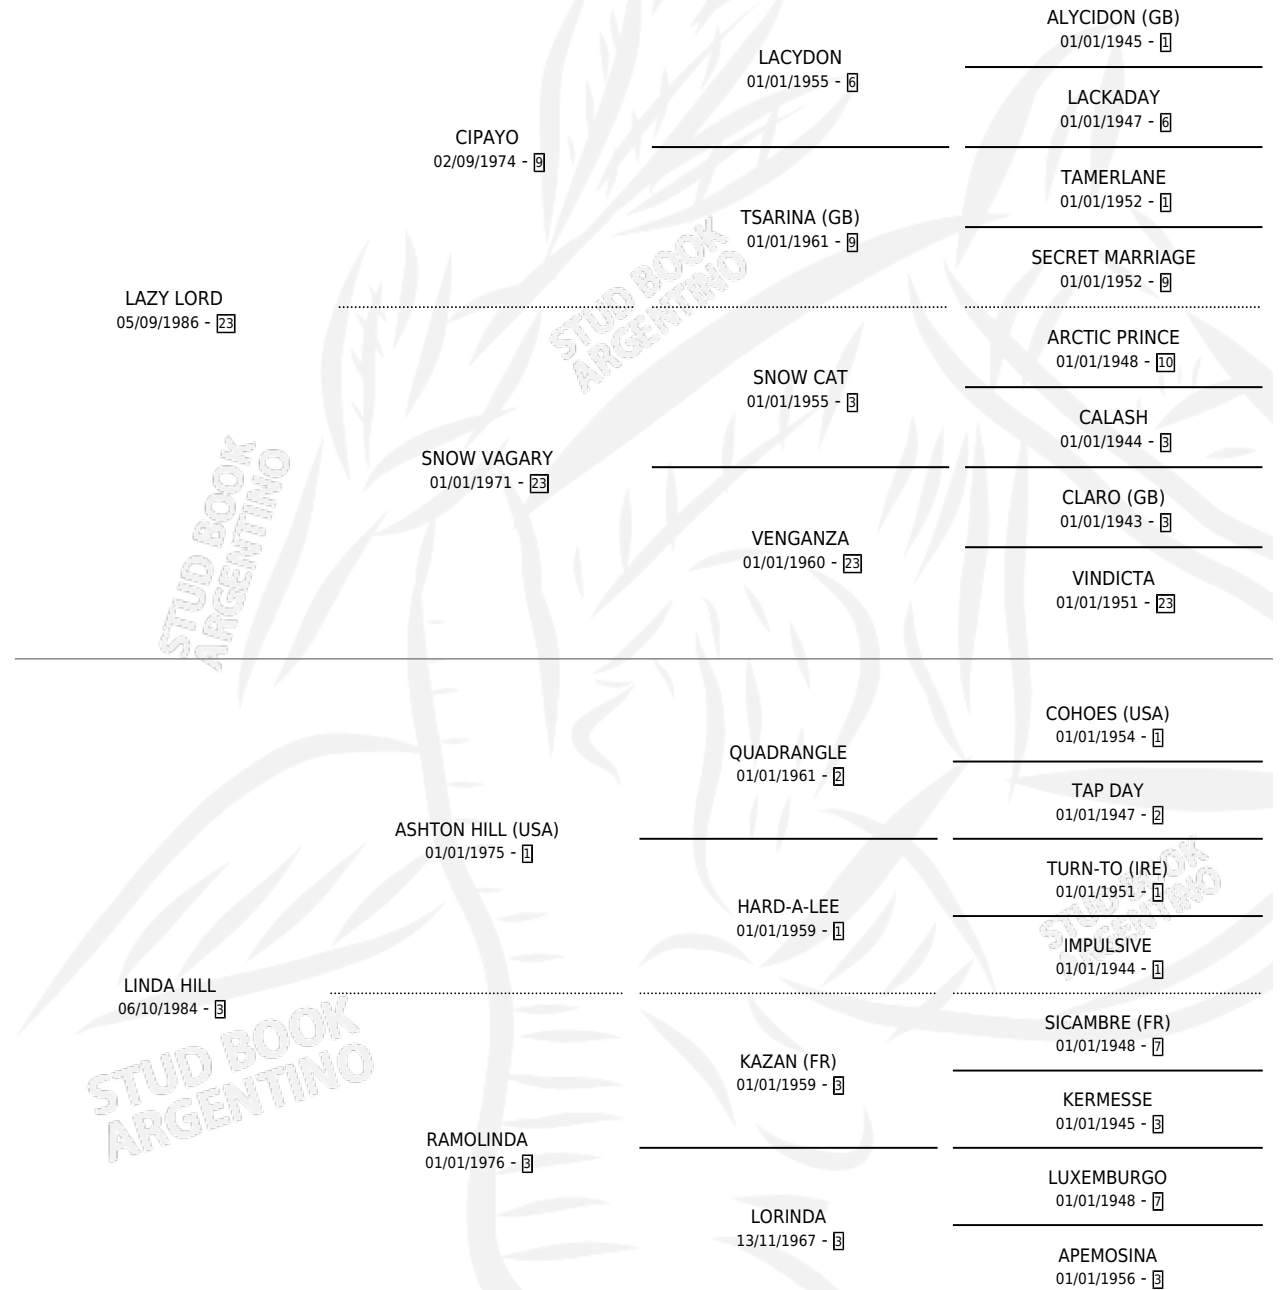 ALYCIDON (GB)
01/01/1945 - 1
LACYDON
01/01/1955 - 6
LACKADAY
01/01/1947 - 6
CIPAYO
02/09/1974 - 9
TAMERLANE
01/01/1952 - 1
TSARINA (GB)
01/01/1961 - 9
SECRET MARRIAGE
01/01/1952 - 9
LAZY LORD
05/09/1986 - 23
ARCTIC PRINCE
01/01/1948 - 10
SNOW CAT
01/01/1955 - 3
CALASH
01/01/1944 - 3
SNOW VAGARY
01/01/1971 - 23
CLARO (GB)
01/01/1943 - 3
VENGANZA
01/01/1960 - 23
VINDICTA
01/01/1951 - 23
STUD BOOK
ARGENTINO
STUD BOOK
ARGENTINO
COHOES (USA)
01/01/1954 - 1
QUADRANGLE
01/01/1961 - 2
TAP DAY
01/01/1947 - 2
ASHTON HILL (USA)
01/01/1975 - 1
TURN-TO (IRE)
01/01/1951 - 1
HARD-A-LEE
01/01/1959 - 1
IMPULSIVE
01/01/1944 - 1
LINDA HILL
06/10/1984 - 3
SICAMBRE (FR)
01/01/1948 - 7
KAZAN (FR)
01/01/1959 - 3
KERMESSE
01/01/1945 - 3
RAMOLINDA
01/01/1976 - 3
LUXEMBURGO
01/01/1948 - 7
LORINDA
13/11/1967 - 3
APEMOSINA
01/01/1956 - 3
STUD BOOK
ARGENTINO
STUD BOOK
ARGENTINO